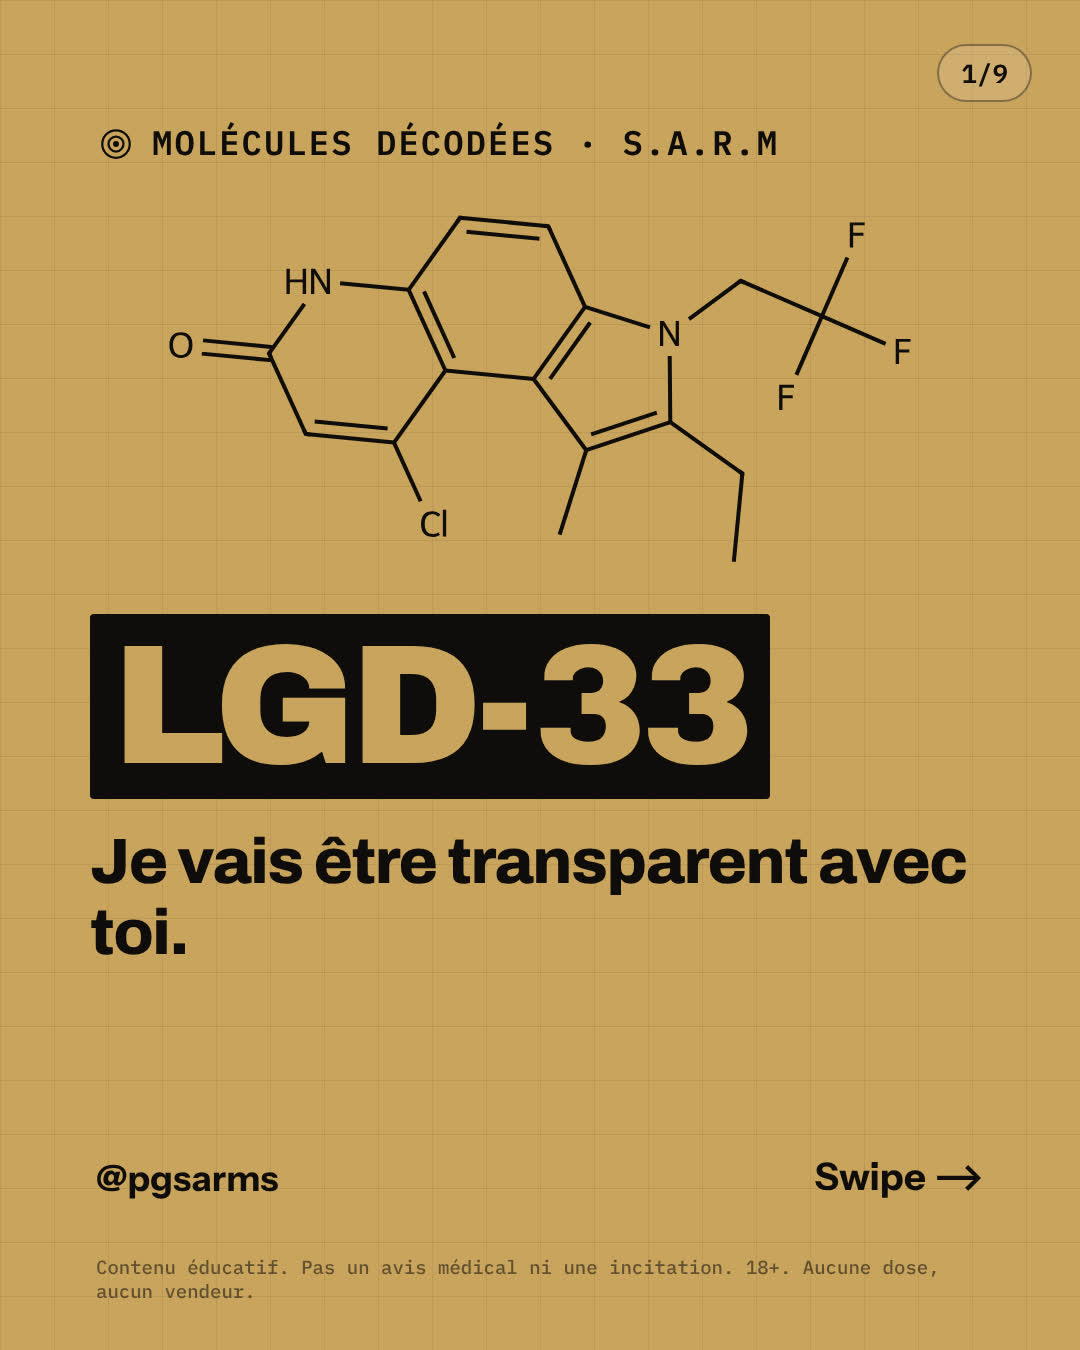 1/9
◎ MOLÉCULES DÉCODÉES · S.A.R.M
F
HN
N
O
F
F
Cl
LGD-33
Je vais être transparent avec
toi.
@pgsarms
Swipe →
Contenu éducatif. Pas un avis médical ni une incitation. 18+. Aucune dose,
aucun vendeur.